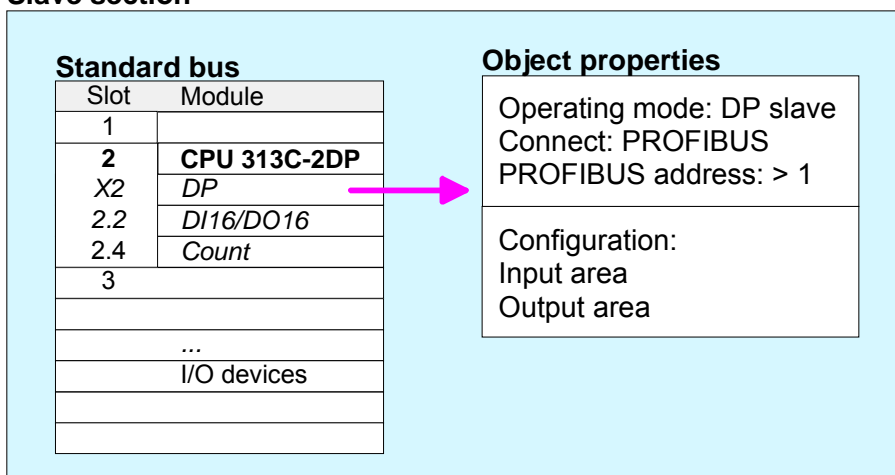 Slave section
Standard bus
Slot Module
1
2 CPU 313C-2DP
X2 DP
2.2 DI16/DO16
2.4 Count
3
...
I/O devices
Object properties
Operating mode: DP slave
Connect: PROFIBUS
PROFIBUS address: > 1
Configuration:
Input area
Output area